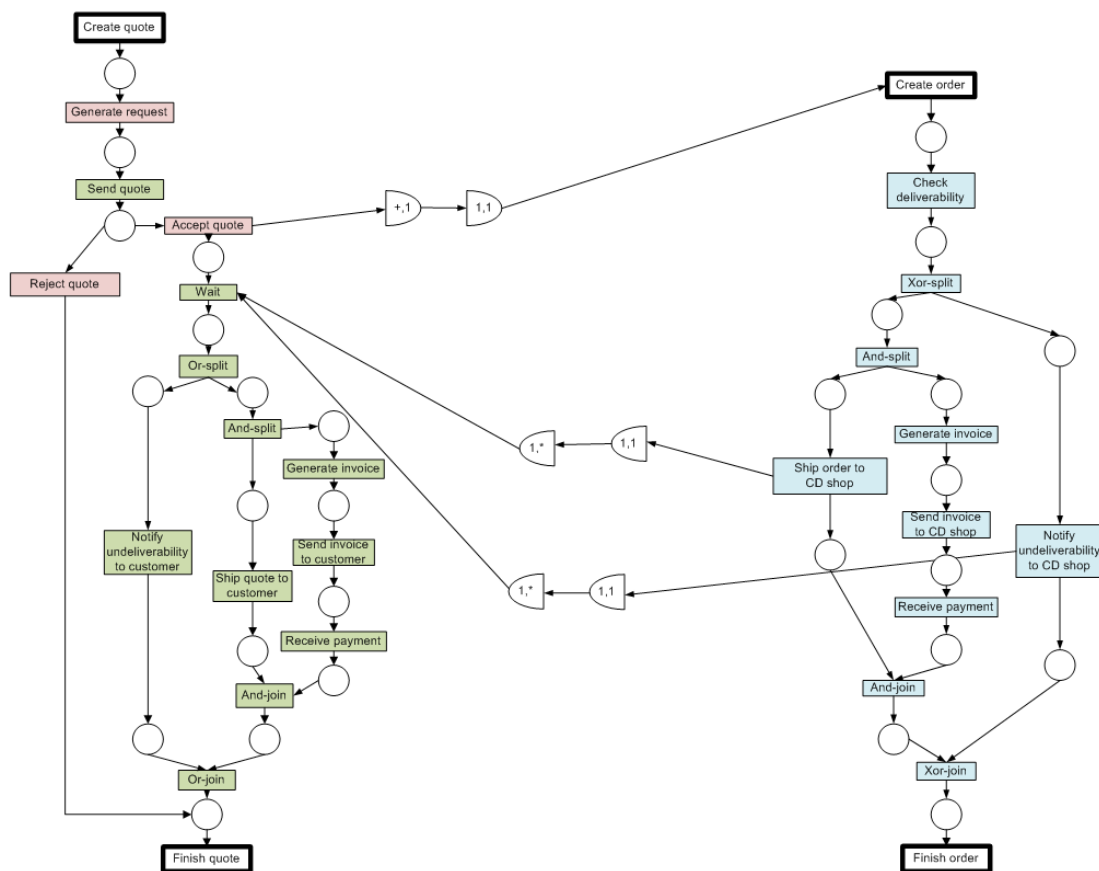 Create quote
Generate request
Send quote
Accept quote
Reject quote
Wait
Or-split
And-split
Generate invoice
Notify
undeliverability
to customer
Send invoice
to customer
Ship quote to
customer
Receive payment
And-join
Or-join
Finish quote
+,1
1,1
1,*
1,1
1,*
1,1
Create order
Check
deliverability
Xor-split
And-split
Generate invoice
Ship order to
CD shop
Send invoice
to CD shop
Notify
undeliverability
to CD shop
Receive payment
And-join
Xor-join
Finish order